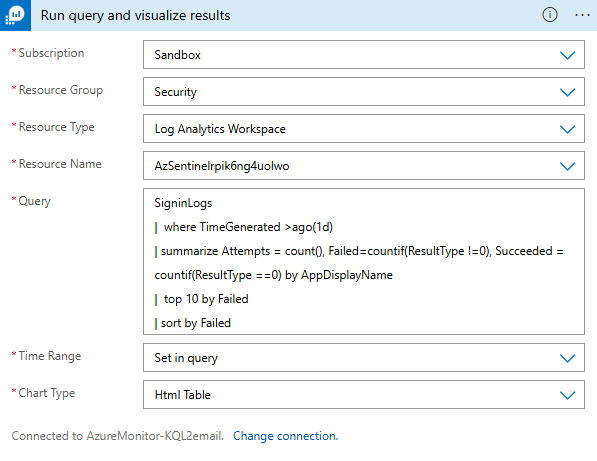 Run query and visualize results
* Subscription
Sandbox
* Resource Group
Security
* Resource Type
Log Analytics Workspace
* Resource Name
AzSentinelrpik6ng4uolwo
* Query
SigninLogs
| where TimeGenerated >ago(1d)
| summarize Attempts = count(), Failed=countif(ResultType !=0), Succeeded =
countif(ResultType ==0) by AppDisplayName
| top 10 by Failed
| sort by Failed
* Time Range
Set in query
* Chart Type
Html Table
Connected to AzureMonitor-KQL2email. Change connection.